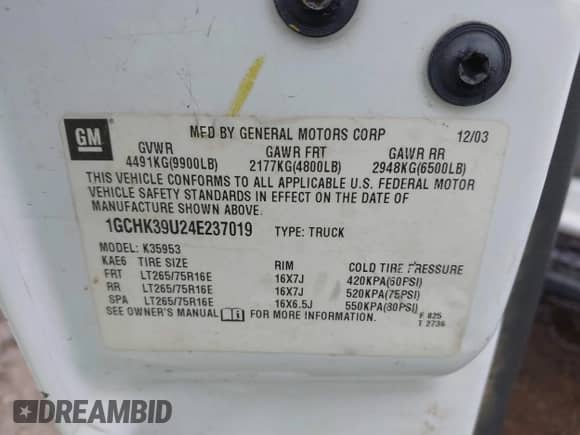 GM
MFD BY GENERAL MOTORS CORP 12/03
GVWR GAWR FRT GAWR RR
4491KG(9900LB) 2177KG(4800LB) 2948KG(6500LB)
THIS VEHICLE CONFORMS TO ALL APPLICABLE U.S. FEDERAL MOTOR
VEHICLE SAFETY STANDARDS IN EFFECT ON THE DATE OF
MANUFACTURE SHOWN ABOVE.
1GCHK39U24E237019 TYPE: TRUCK
MODEL: K35953
KAE6 TIRE SIZE RIM COLD TIRE PRESSURE
FRT LT265/75R16E 16X7J 420KPA(60PSI)
RR LT265/75R16E 16X7J 520KPA(75PSI)
SPA LT265/75R16E 16X6.5J 550KPA(80PSI)
SEE OWNER'S MANUAL i FOR MORE INFORMATION.
F 825
T 2736
DREAMBID